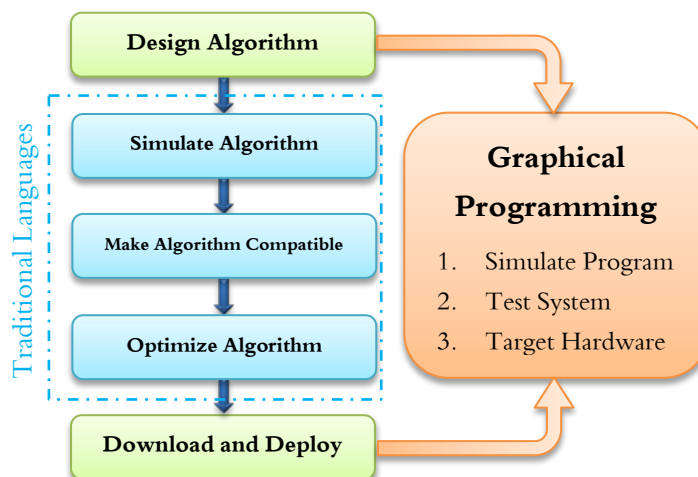 Design Algorithm
Traditional Languages
Simulate Algorithm
Make Algorithm Compatible
Optimize Algorithm
Download and Deploy
Graphical
Programming
1. Simulate Program
2. Test System
3. Target Hardware